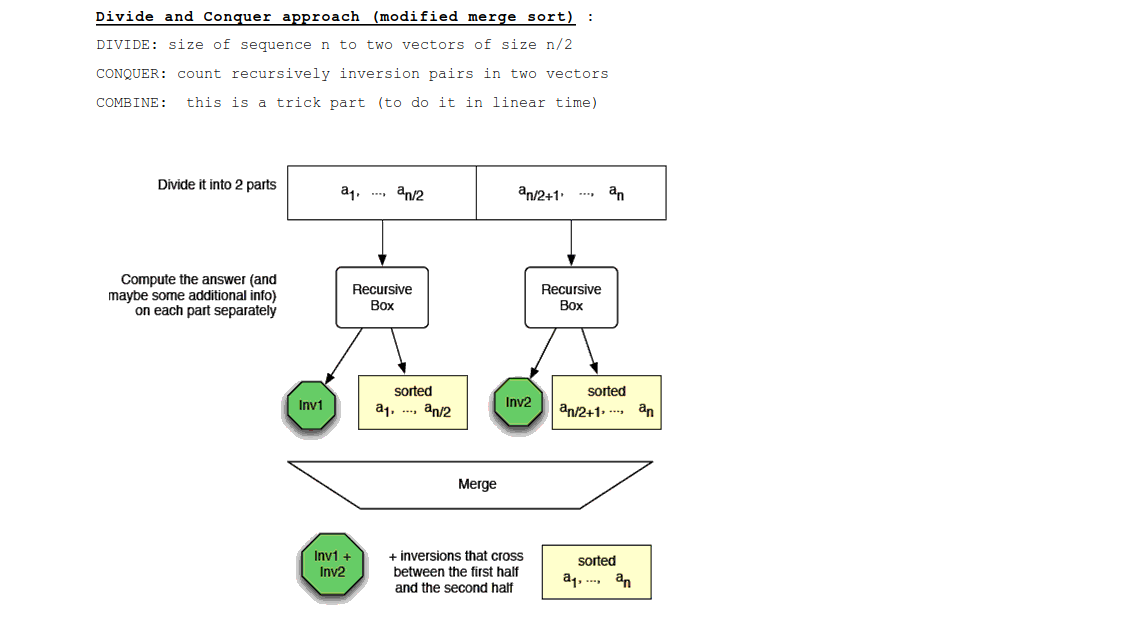 Divide and Conquer approach (modified merge sort) :
DIVIDE: size of sequence n to two vectors of size n/2
CONQUER: count recursively inversion pairs in two vectors
COMBINE:  this is a trick part (to do it in linear time)
Divide it into 2 parts
a1, ..., an/2
an/2+1, ..., an
Compute the answer (and
maybe some additional info)
on each part separately
Recursive
Box
Recursive
Box
Inv1
sorted
a1, ..., an/2
Inv2
sorted
an/2+1, ..., an
Merge
Inv1 +
Inv2
+ inversions that cross
between the first half
and the second half
sorted
a1, ..., an